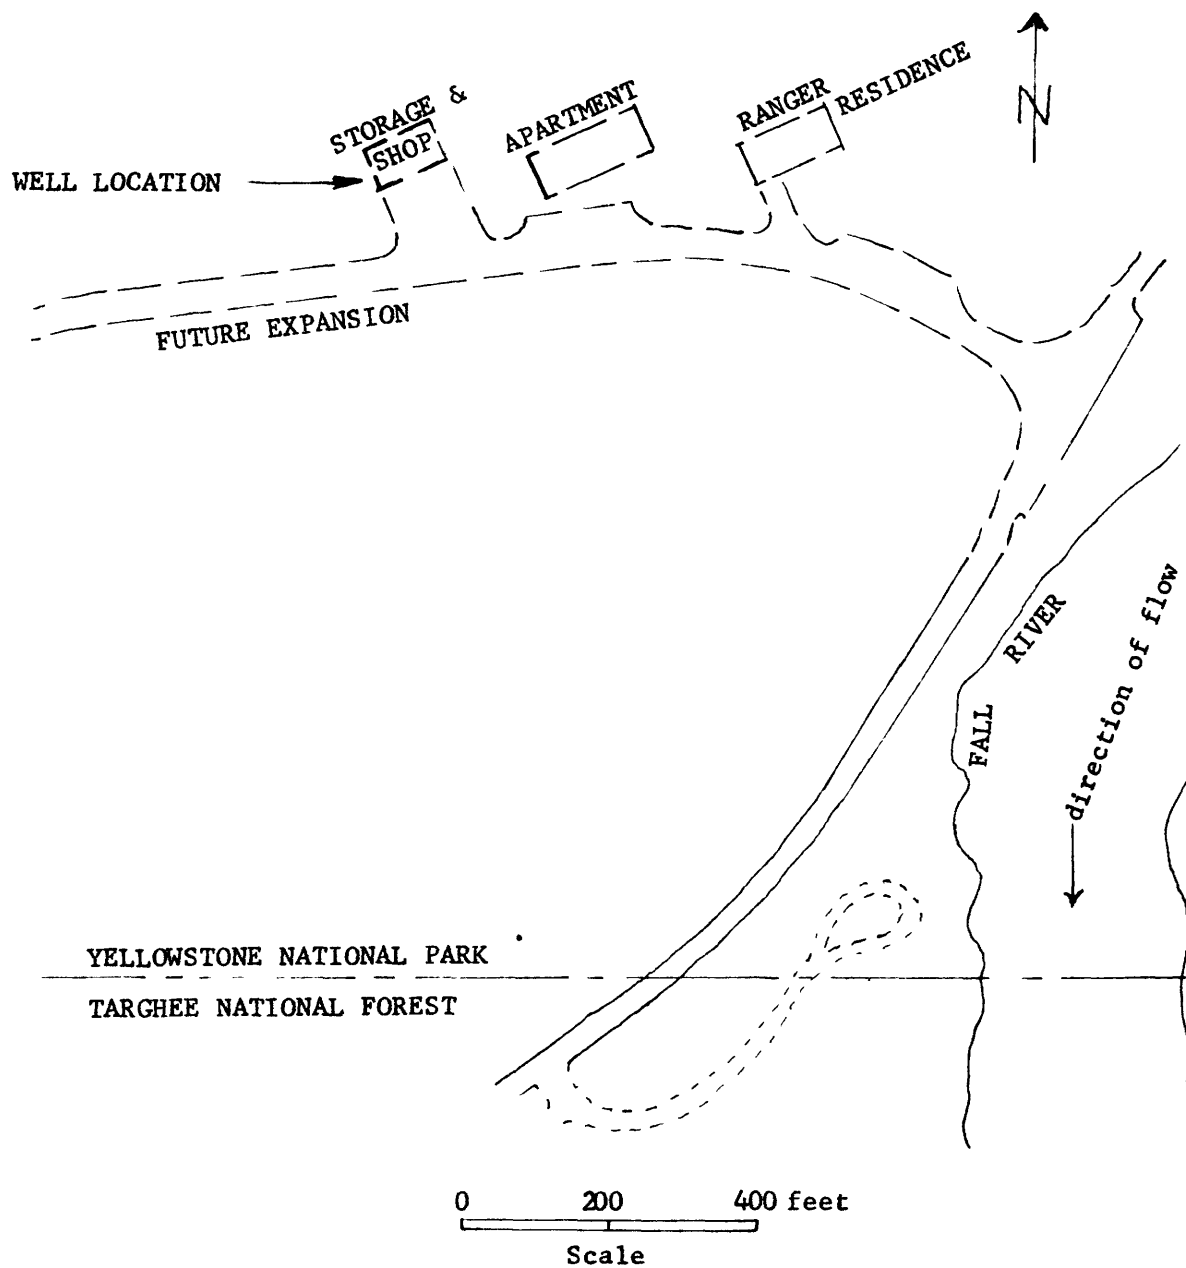 STORAGE &
SHOP
APARTMENT
RANGER
RESIDENCE
N
WELL LOCATION
FUTURE EXPANSION
FALL RIVER
direction of flow
YELLOWSTONE NATIONAL PARK
TARGHEE NATIONAL FOREST
0 200 400 feet
Scale